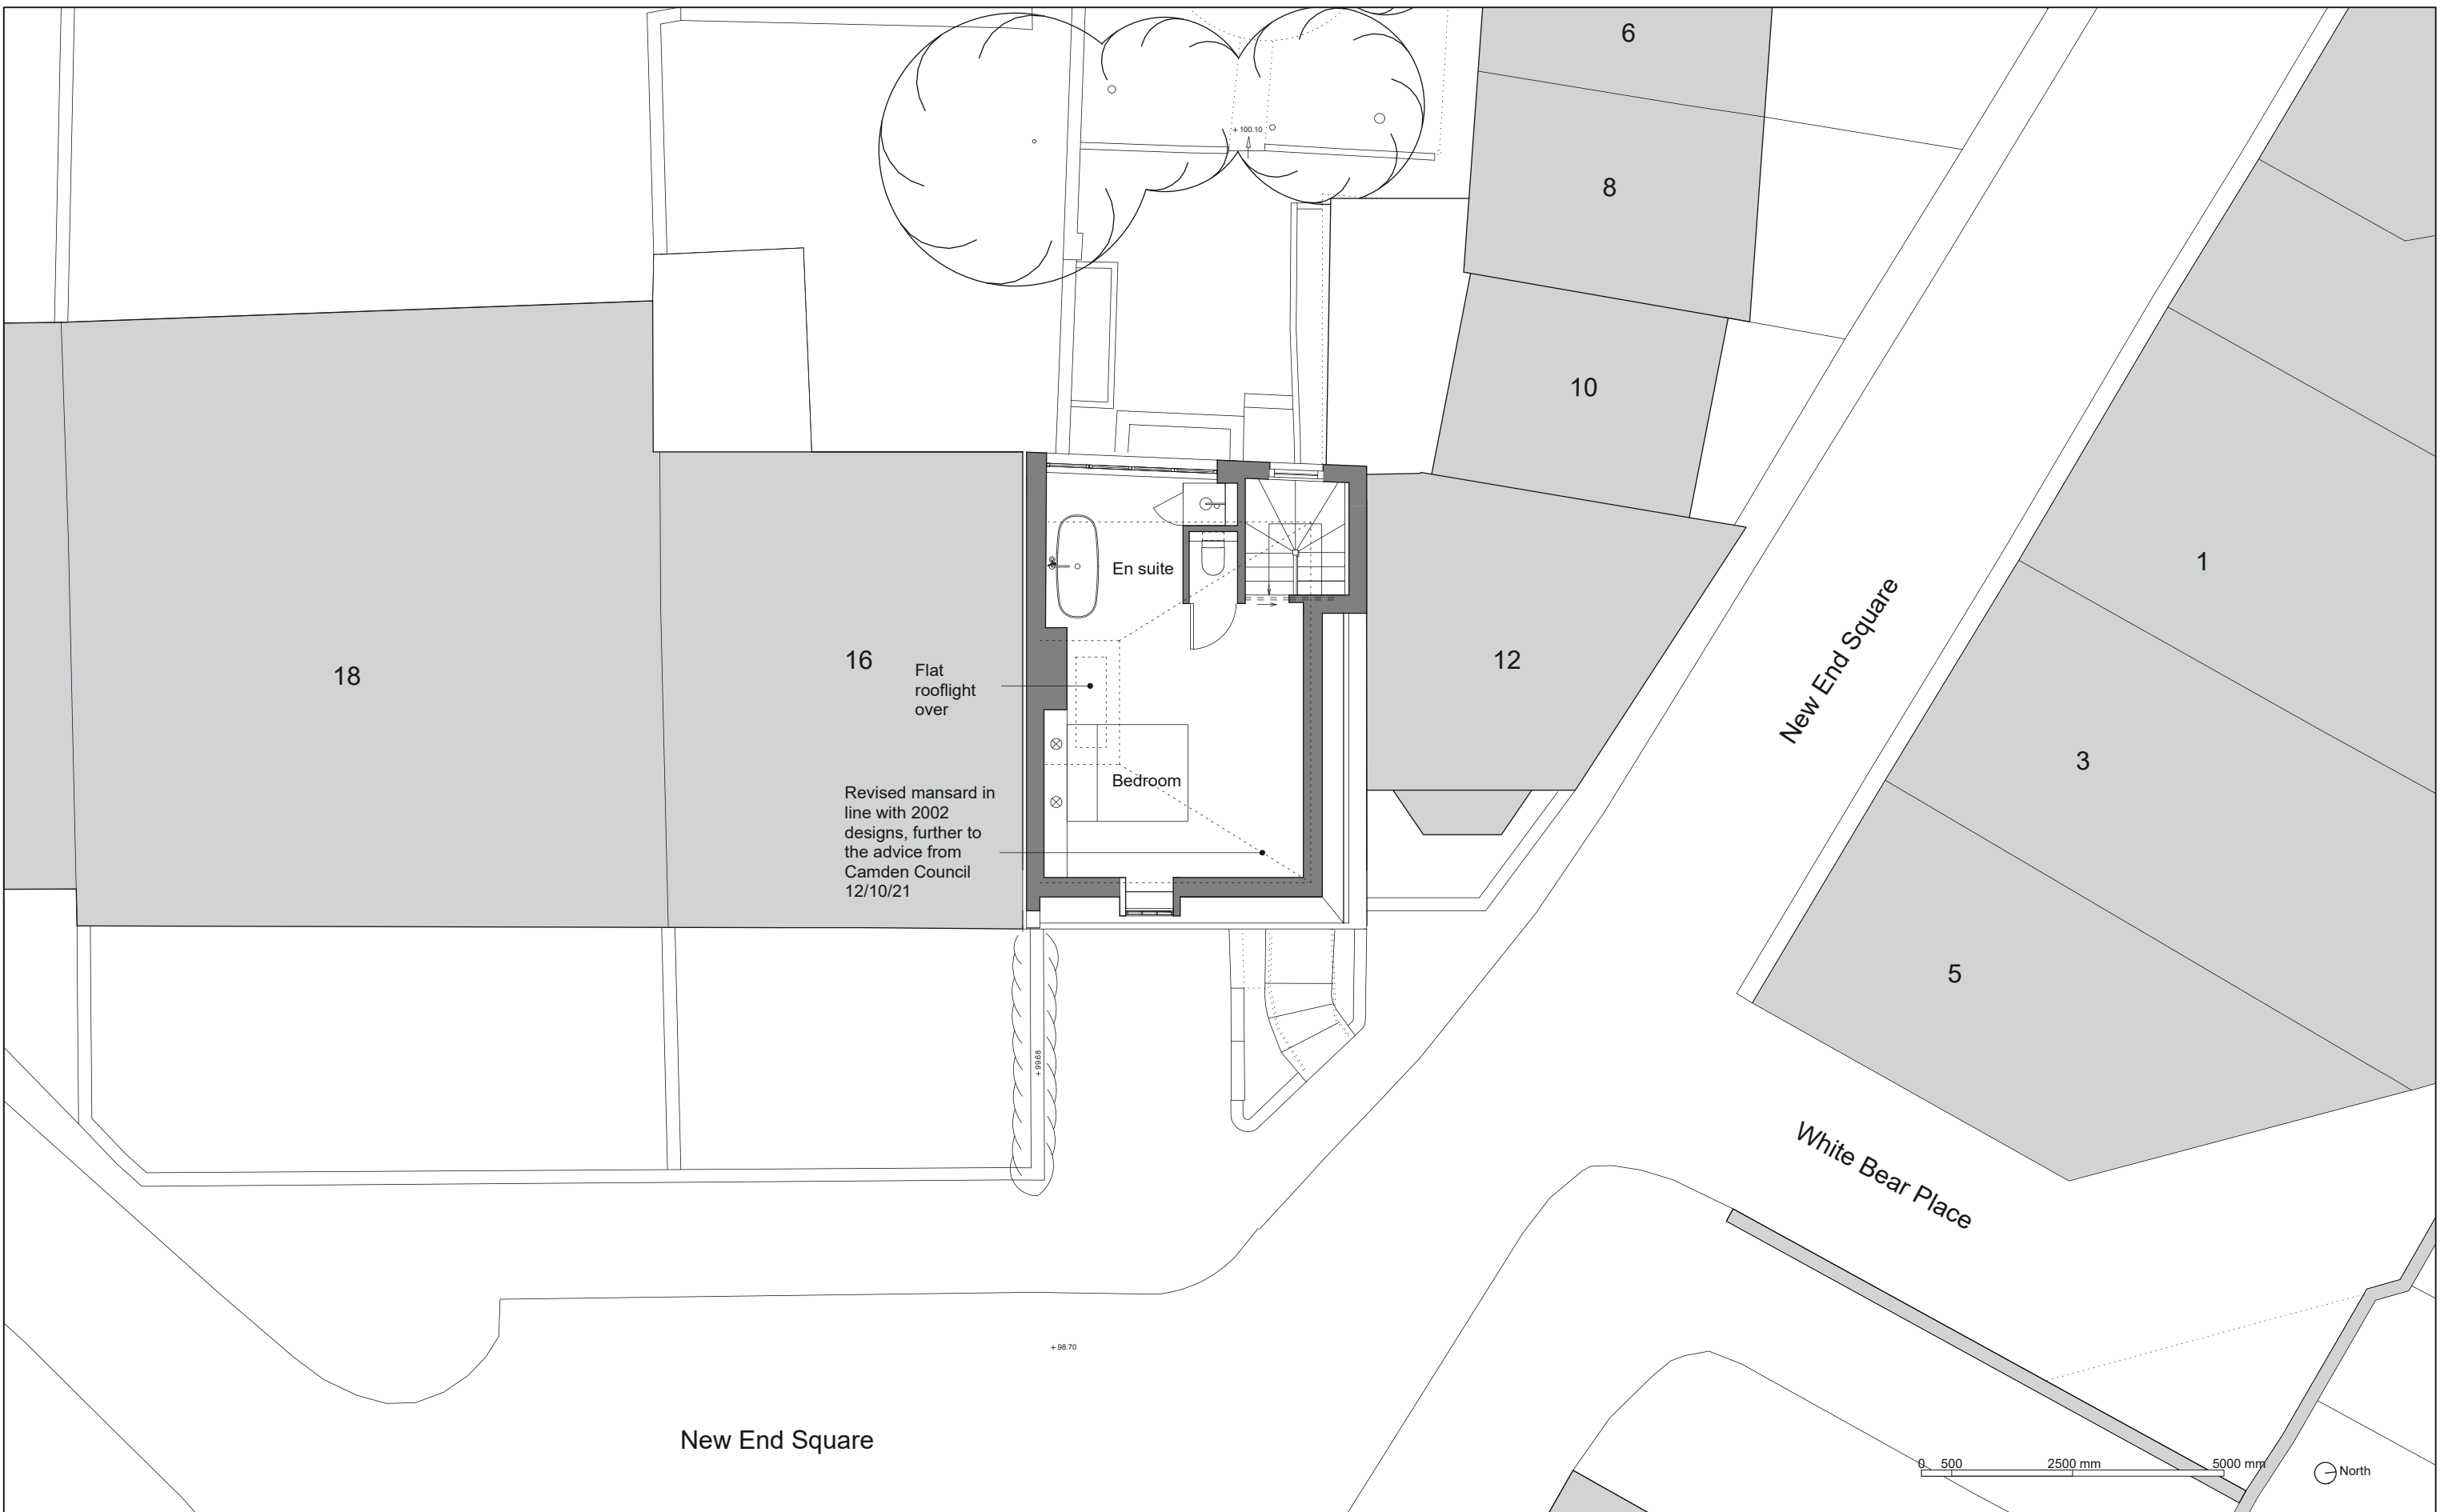 6
+ 100.10
8
10
En suite
1
18
16
12
Flat
rooflight
over
New End Square
3
Bedroom
Revised mansard in
line with 2002
designs, further to
the advice from
Camden Council
12/10/21
5
+ 99.68
White Bear Place
+ 98.70
New End Square
0 500 2500 mm 5000 mm
North